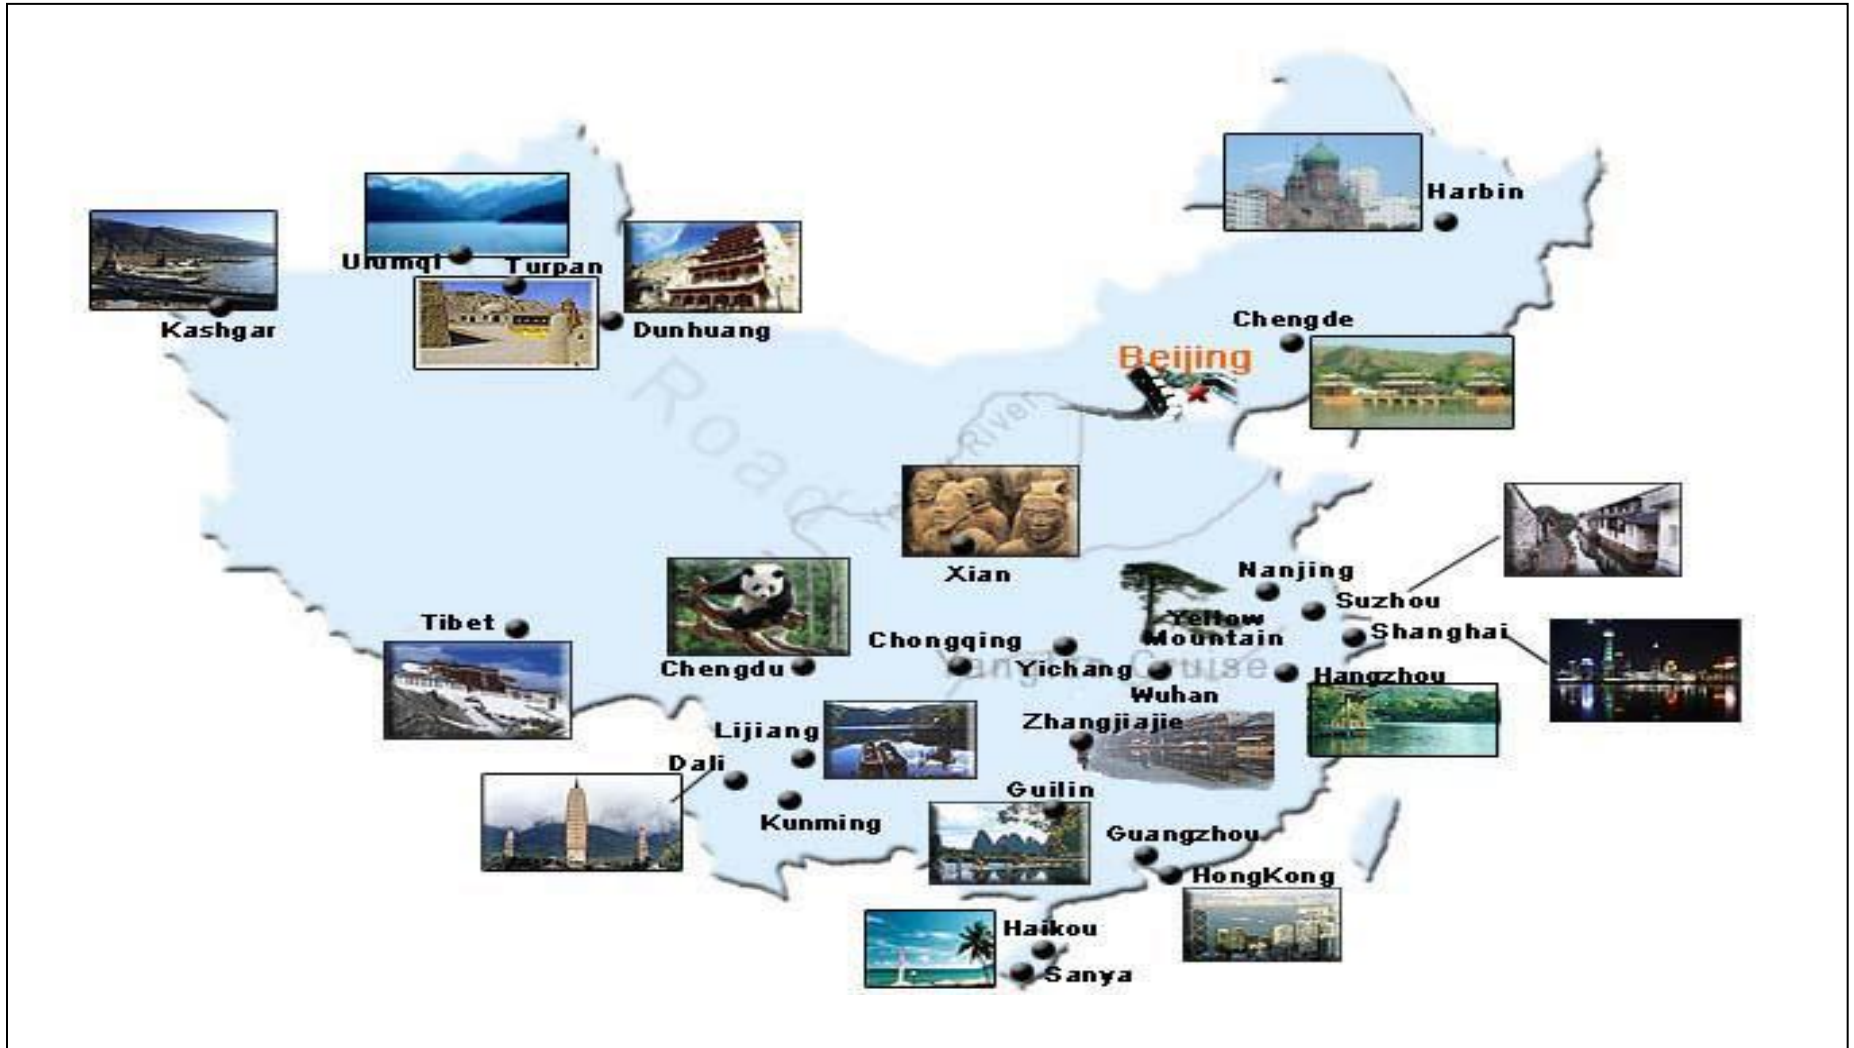 Harbin
Urumqi
Turpan
Kashgar
Dunhuang
Chengde
Beijing
Road
River
Xian
Nanjing
Suzhou
Shanghai
Tibet
Chengdu
Chongqing
Yichang
Yellow
Mountain
Cruise
Wuhan
Hangzhou
Zhangjiajie
Lijiang
Dali
Kunming
Guilin
Guangzhou
HongKong
Haikou
Sanya